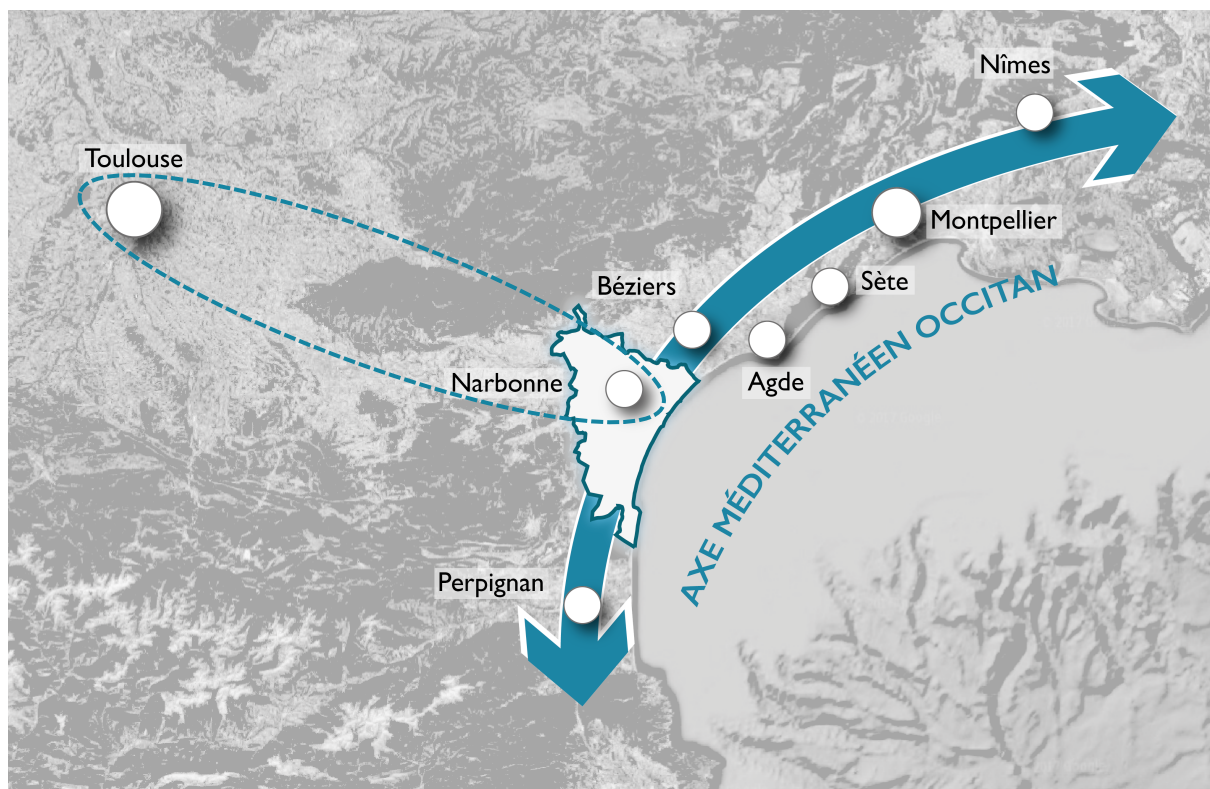 Nîmes
Toulouse
Montpellier
Béziers
Sète
Narbonne
Agde
AXE MÉDITERRANÉEN OCCITAN
Perpignan